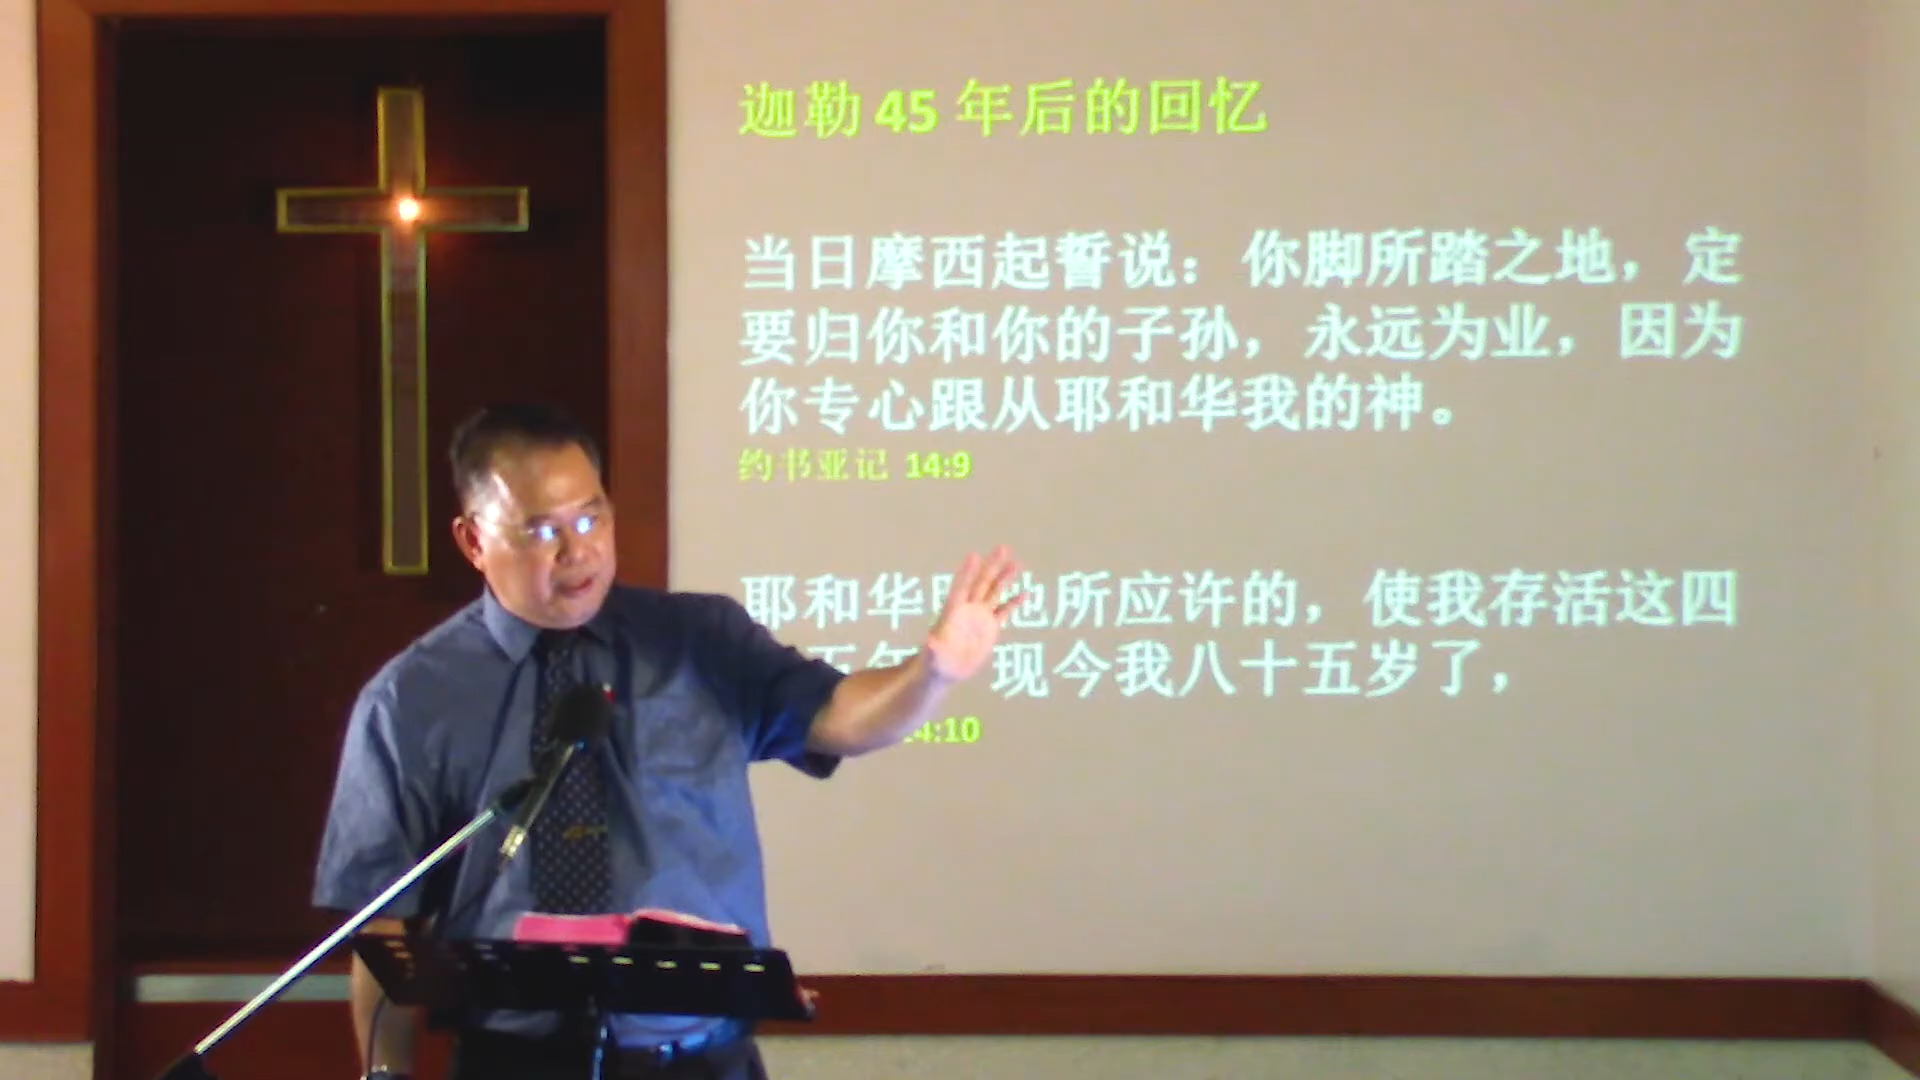 迦勒 45 年后的回忆
当日摩西起誓说：你脚所踏之地，定
要归你和你的子孙，永远为业，因为
你专心跟从耶和华我的神。
约书亚记 14:9
耶和华 他所应许的，使我存活这四
五年 现今我八十五岁了，
14:10